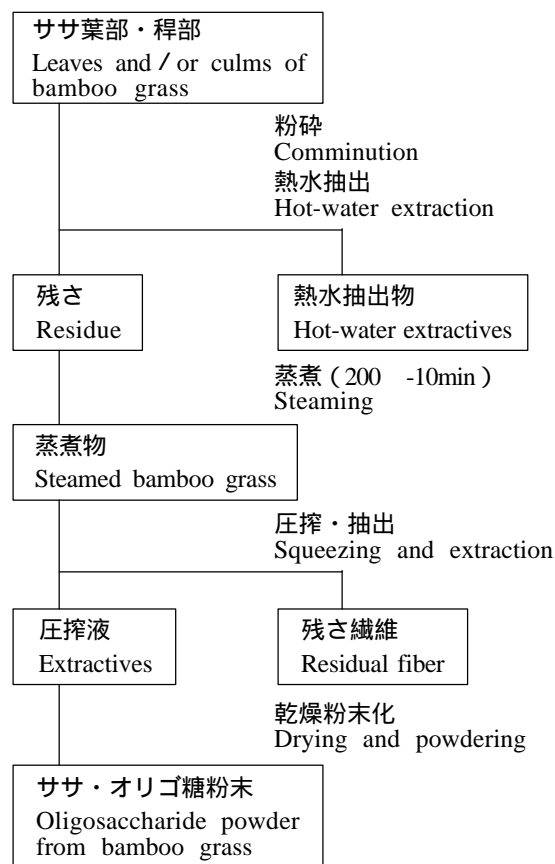 ササ葉部・稈部
Leaves and / or culms of
bamboo grass
粉砕
Comminution
熱水抽出
Hot-water extraction
残さ
Residue
熱水抽出物
Hot-water extractives
蒸煮(200 -10min)
Steaming
蒸煮物
Steamed bamboo grass
圧搾・抽出
Squeezing and extraction
圧搾液
Extractives
残さ繊維
Residual fiber
乾燥粉末化
Drying and powdering
ササ・オリゴ糖粉末
Oligosaccharide powder
from bamboo grass